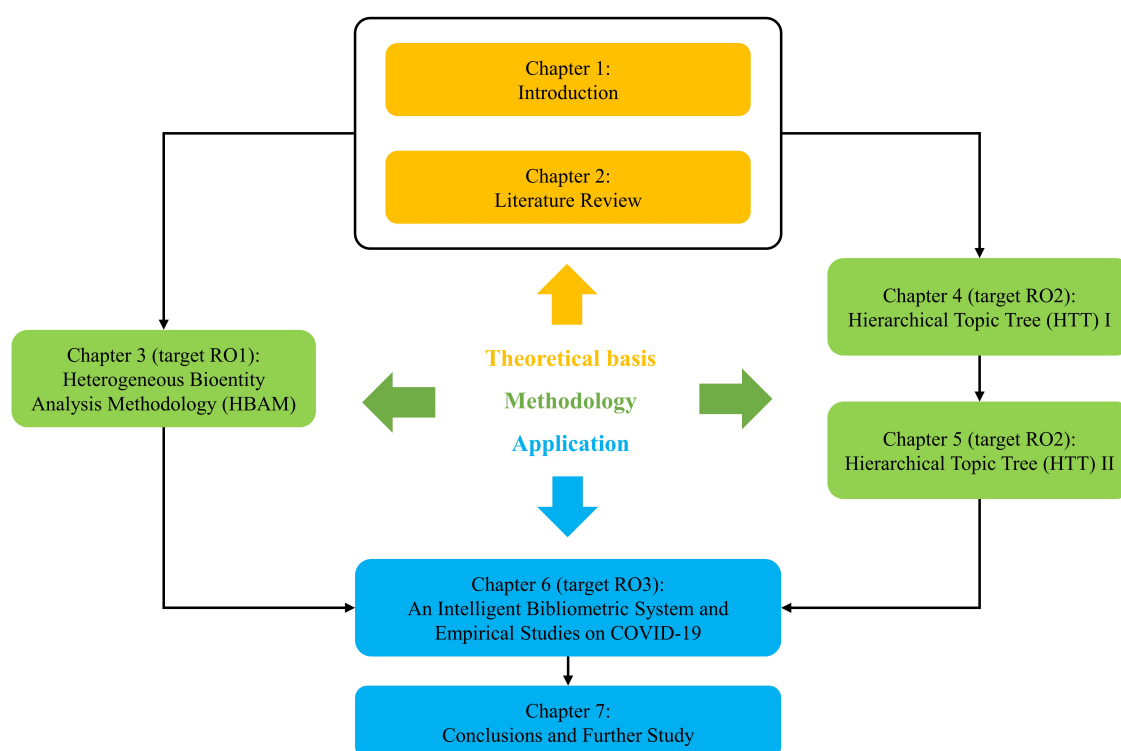 Chapter 1:
Introduction
Chapter 2:
Literature Review
Chapter 3 (target RO1):
Heterogeneous Bioentity
Analysis Methodology (HBAM)
Theoretical basis
Methodology
Application
Chapter 4 (target RO2):
Hierarchical Topic Tree (HTT) I
Chapter 5 (target RO2):
Hierarchical Topic Tree (HTT) II
Chapter 6 (target RO3):
An Intelligent Bibliometric System and
Empirical Studies on COVID-19
Chapter 7:
Conclusions and Further Study